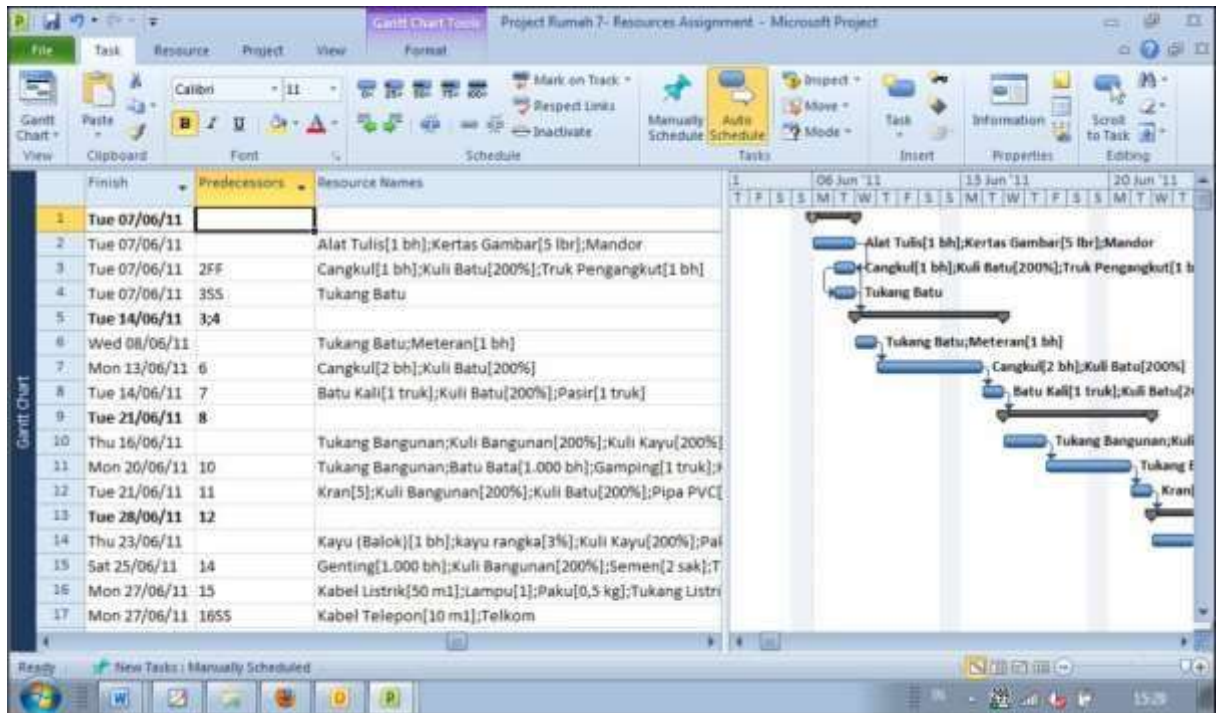 Gantt Chart Tools
Project Rumah 7- Resources Assignment - Microsoft Project
File Task Resource Project View Format
Gantt Chart
View
Paste
Clipboard
Calibri 11
B I U A
Font
Mark on Track
Respect Links
Inactivate
Schedule
Manually Schedule
Auto Schedule
Inspect
Move
Mode
Tasks
Task
Insert
Information
Properties
Scroll to Task
Editing
Finish Predecessors Resource Names
1 Tue 07/06/11
2 Tue 07/06/11 Alat Tulis[1 bh];Kertas Gambar[5 lbr];Mandor
3 Tue 07/06/11 2FF Cangkul[1 bh];Kuli Batu[200%];Truk Pengangkut[1 bh]
4 Tue 07/06/11 3SS Tukang Batu
5 Tue 14/06/11 3;4
6 Wed 08/06/11 Tukang Batu;Meteran[1 bh]
7 Mon 13/06/11 6 Cangkul[2 bh];Kuli Batu[200%]
8 Tue 14/06/11 7 Batu Kali[1 truk];Kuli Batu[200%];Pasir[1 truk]
9 Tue 21/06/11 8
10 Thu 16/06/11 Tukang Bangunan;Kuli Bangunan[200%];Kuli Kayu[200%]
11 Mon 20/06/11 10 Tukang Bangunan;Batu Bata[1.000 bh];Gamping[1 truk];
12 Tue 21/06/11 11 Kran[5];Kuli Bangunan[200%];Kuli Batu[200%];Pipa PVC[
13 Tue 28/06/11 12
14 Thu 23/06/11 Kayu (Balok)[1 bh];kayu rangka[3%];Kuli Kayu[200%];Pa
15 Sat 25/06/11 14 Genting[1.000 bh];Kuli Bangunan[200%];Semen[2 sak];T
16 Mon 27/06/11 15 Kabel Listrik[50 m1];Lampu[1];Paku[0,5 kg];Tukang Listri
17 Mon 27/06/11 16SS Kabel Telepon[10 m1];Telkom
1 06 Jun '11 13 Jun '11 20 Jun '11
T F S S M T W T F S S M T W T F S S M T W T
Alat Tulis[1 bh];Kertas Gambar[5 lbr];Mandor
Cangkul[1 bh];Kuli Batu[200%];Truk Pengangkut[1 b
Tukang Batu
Tukang Batu;Meteran[1 bh]
Cangkul[2 bh];Kuli Batu[200%]
Batu Kali[1 truk];Kuli Batu[2
Tukang Bangunan;Kuli
Tukang
Kran[
Gantt Chart
Ready New Tasks : Manually Scheduled
15:20